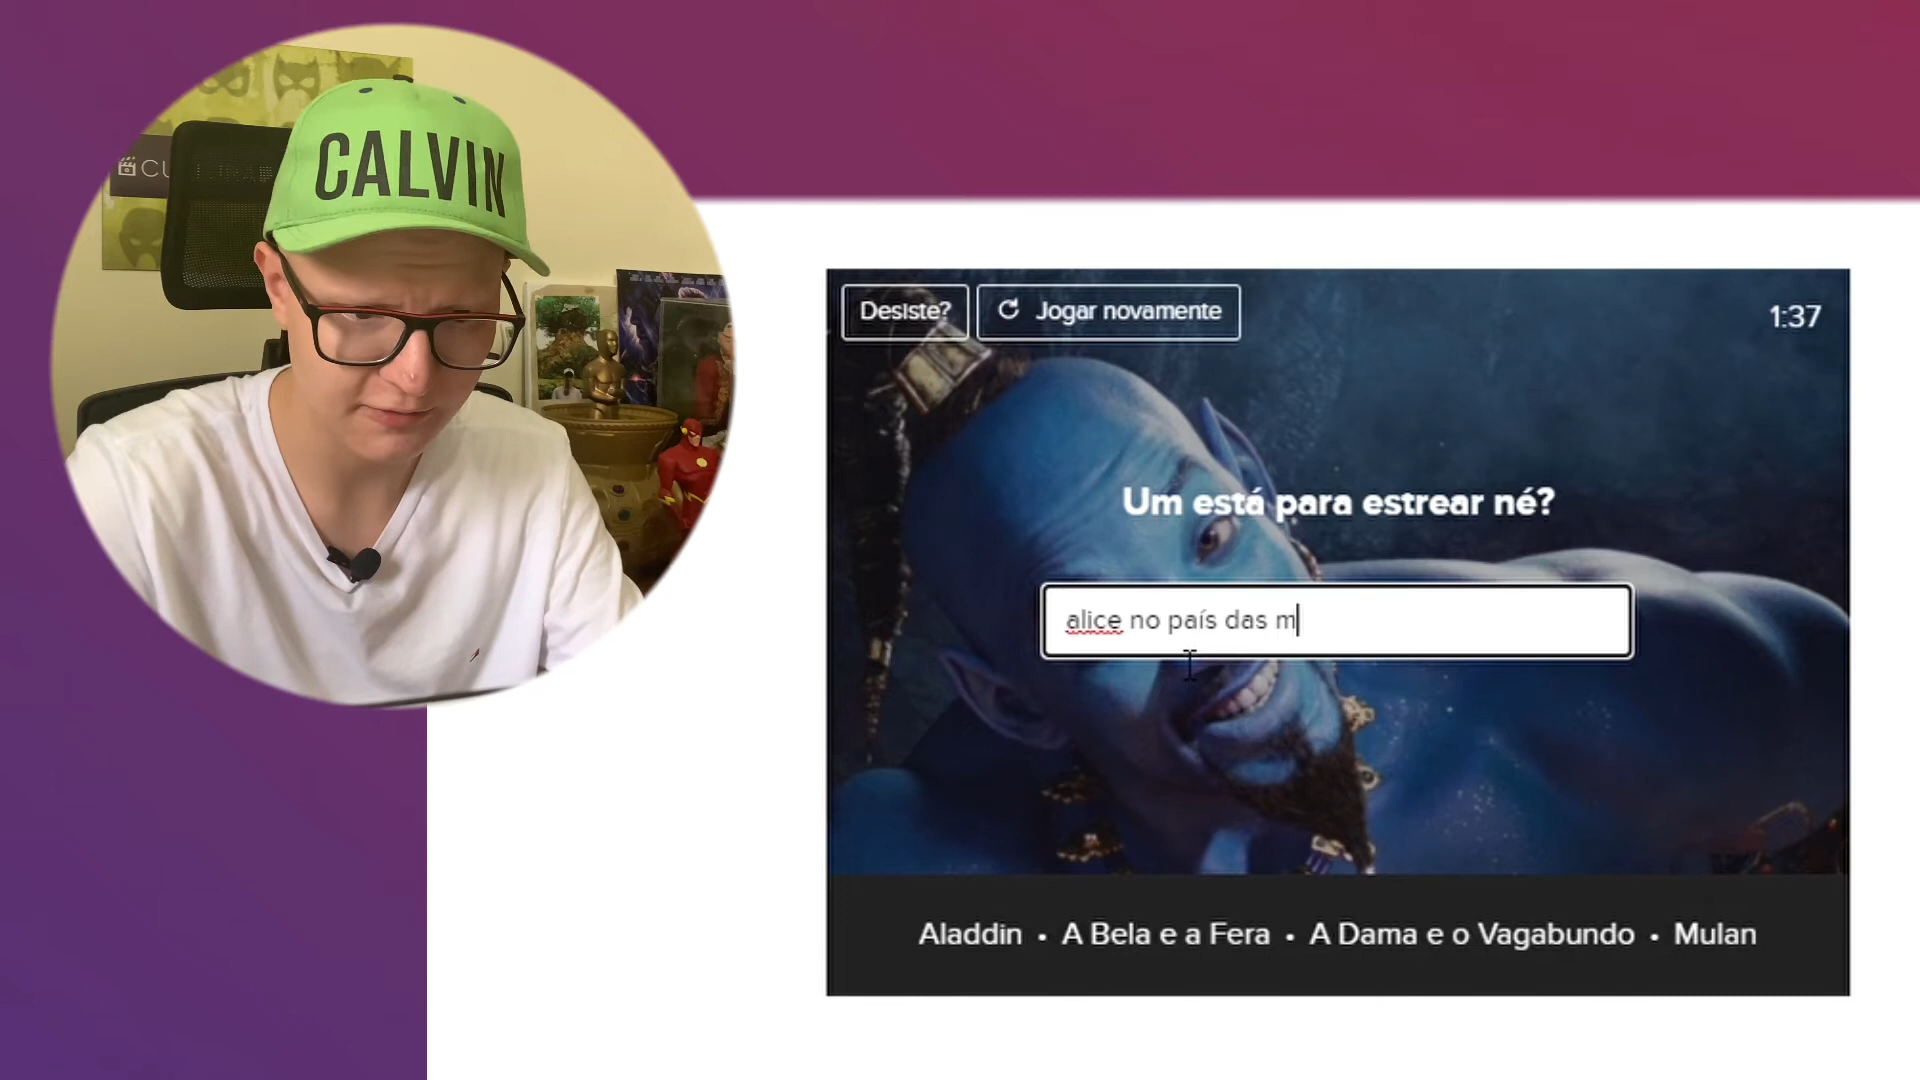 CALVIN
CU
Desiste?
Jogar novamente
1:37
Um está para estrear né?
alice no país das m
Aladdin • A Bela e a Fera • A Dama e o Vagabundo • Mulan